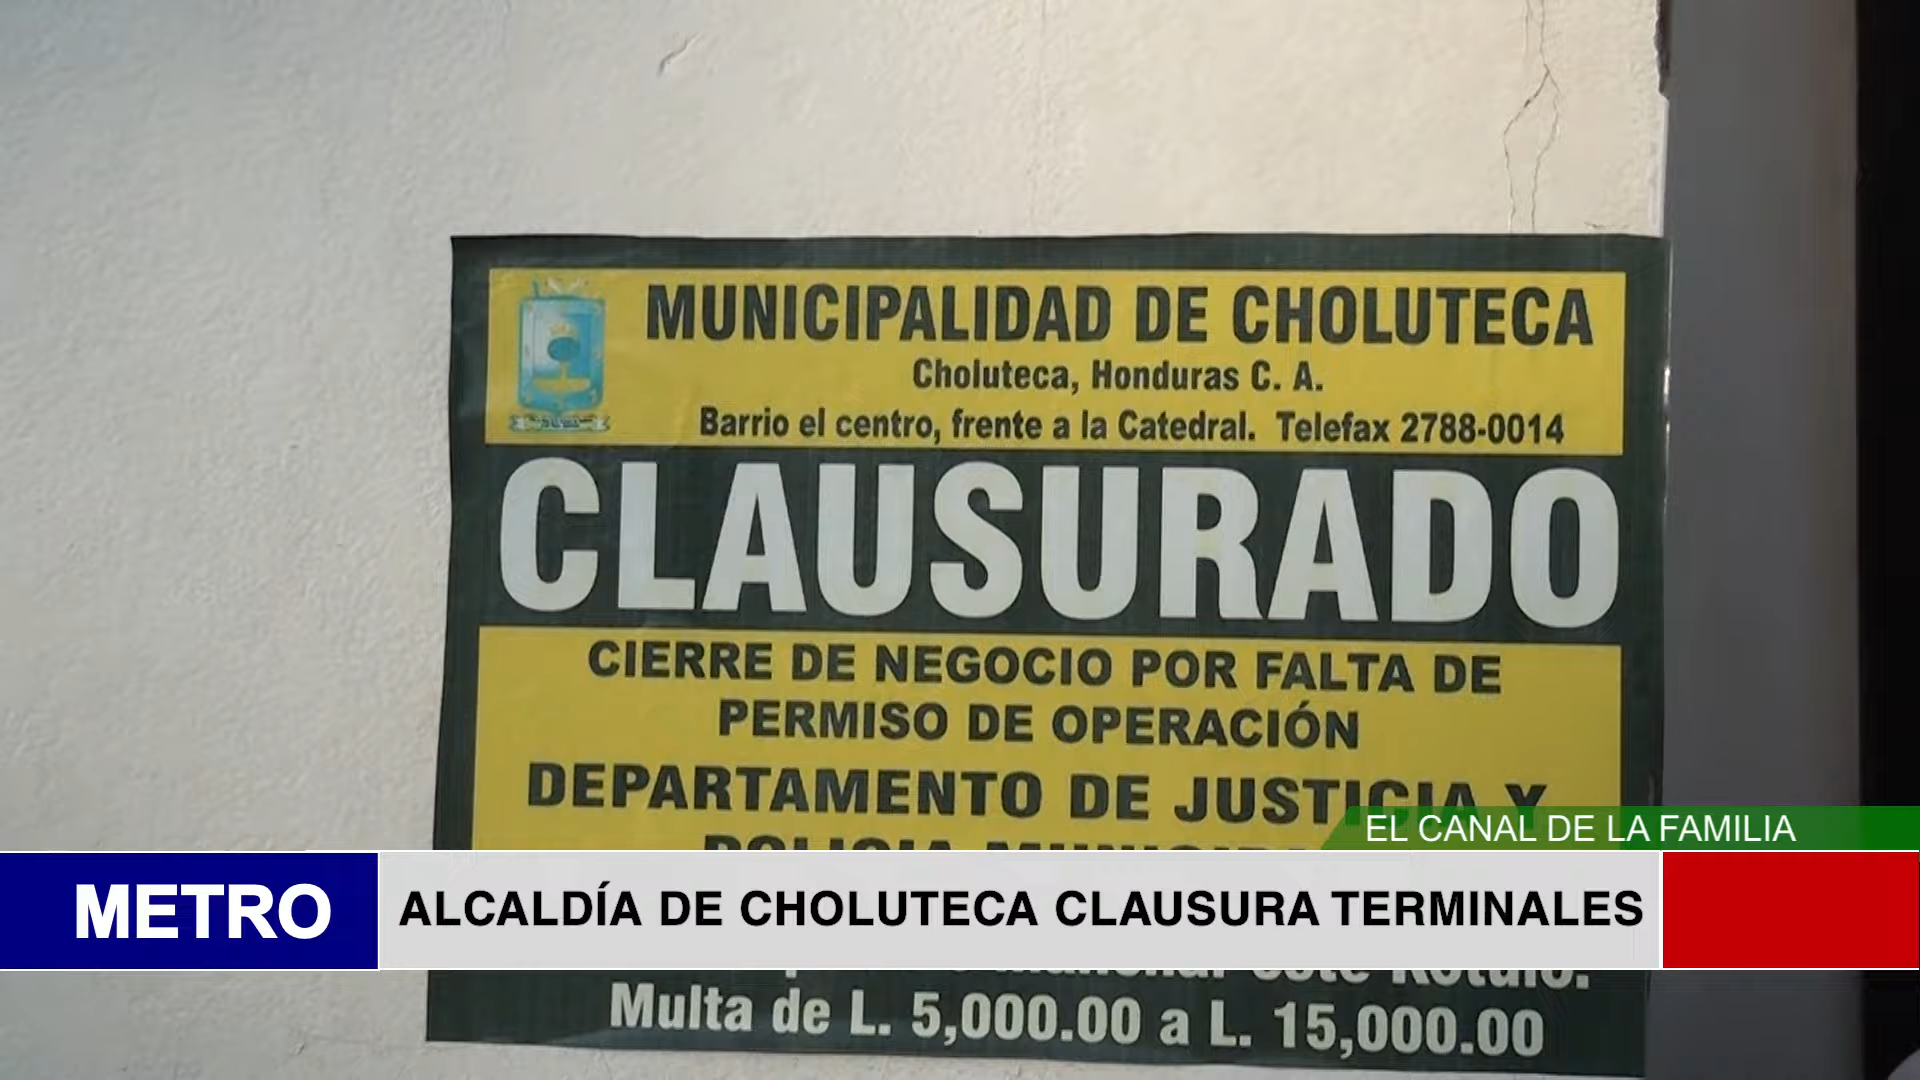 MUNICIPALIDAD DE CHOLUTECA
Choluteca, Honduras C. A.
Barrio el centro, frente a la Catedral. Telefax 2788-0014
CLAUSURADO
CIERRE DE NEGOCIO POR FALTA DE
PERMISO DE OPERACIÓN
DEPARTAMENTO DE JUSTICIA Y
EL CANAL DE LA FAMILIA
METRO
ALCALDÍA DE CHOLUTECA CLAUSURA TERMINALES
este Rótulo.
Multa de L. 5,000.00 a L. 15,000.00